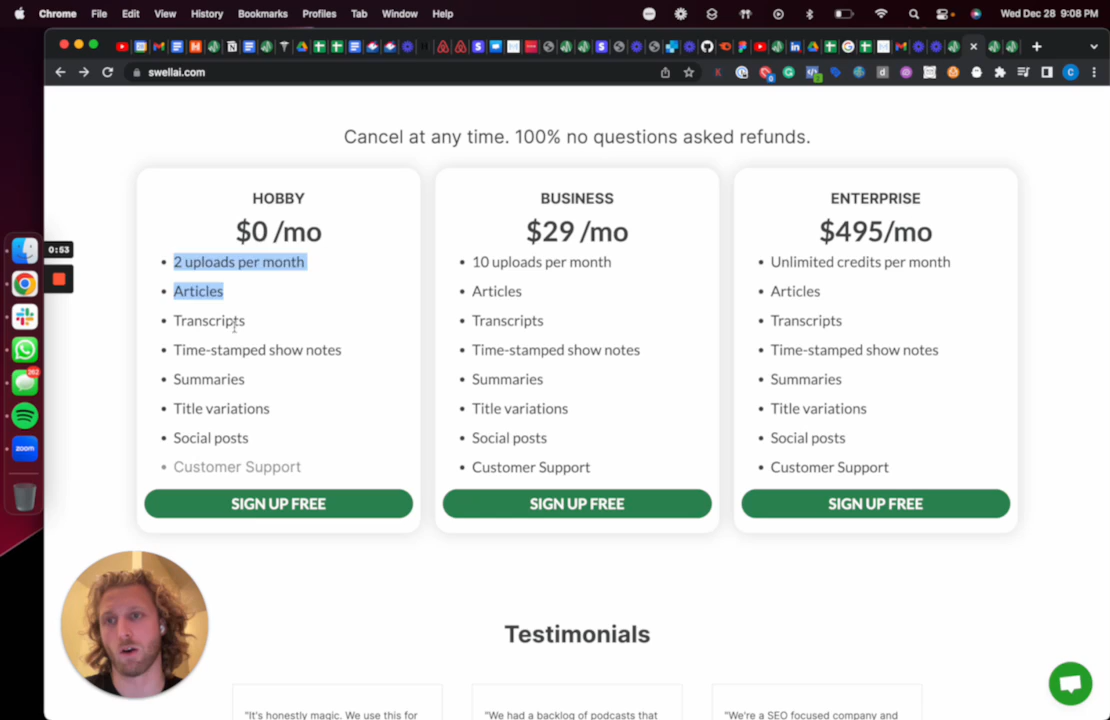 Chrome File Edit View History Bookmarks Profiles Tab Window Help Wed Dec 28 9:08 PM
swellai.com
Cancel at any time. 100% no questions asked refunds.
HOBBY
$0 /mo
• 2 uploads per month
• Articles
• Transcripts
• Time-stamped show notes
• Summaries
• Title variations
• Social posts
• Customer Support
SIGN UP FREE
BUSINESS
$29 /mo
• 10 uploads per month
• Articles
• Transcripts
• Time-stamped show notes
• Summaries
• Title variations
• Social posts
• Customer Support
SIGN UP FREE
ENTERPRISE
$495/mo
• Unlimited credits per month
• Articles
• Transcripts
• Time-stamped show notes
• Summaries
• Title variations
• Social posts
• Customer Support
SIGN UP FREE
0:53
262
zoom
Testimonials
"It's honestly magic. We use this for
"We had a backlog of podcasts that
"We're a SEO focused company and